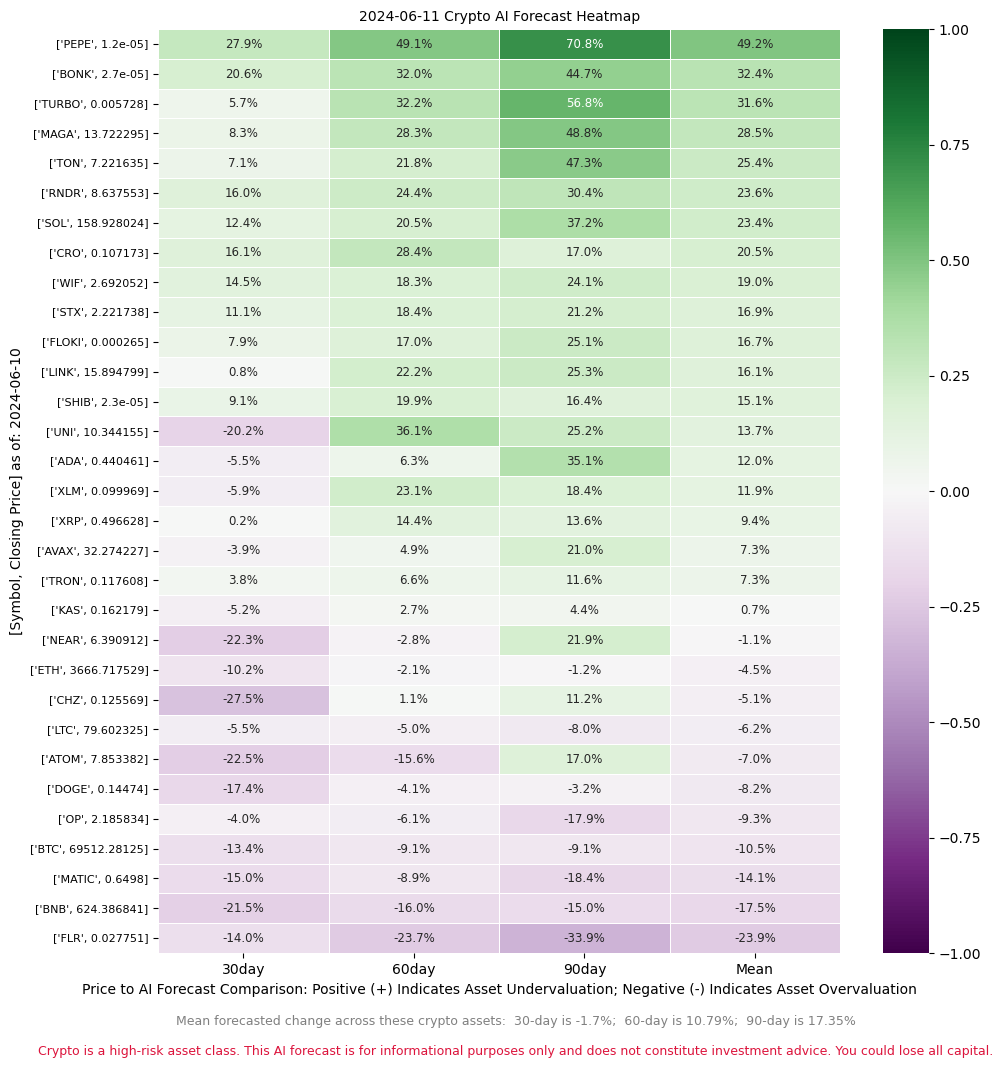 2024-06-11 Crypto AI Forecast Heatmap
[Symbol, Closing Price] as of: 2024-06-10
['PEPE', 1.2e-05] 27.9% 49.1% 70.8% 49.2%
['BONK', 2.7e-05] 20.6% 32.0% 44.7% 32.4%
['TURBO', 0.005728] 5.7% 32.2% 56.8% 31.6%
['MAGA', 13.722295] 8.3% 28.3% 48.8% 28.5%
['TON', 7.221635] 7.1% 21.8% 47.3% 25.4%
['RNDR', 8.637553] 16.0% 24.4% 30.4% 23.6%
['SOL', 158.928024] 12.4% 20.5% 37.2% 23.4%
['CRO', 0.107173] 16.1% 28.4% 17.0% 20.5%
['WIF', 2.692052] 14.5% 18.3% 24.1% 19.0%
['STX', 2.221738] 11.1% 18.4% 21.2% 16.9%
['FLOKI', 0.000265] 7.9% 17.0% 25.1% 16.7%
['LINK', 15.894799] 0.8% 22.2% 25.3% 16.1%
['SHIB', 2.3e-05] 9.1% 19.9% 16.4% 15.1%
['UNI', 10.344155] -20.2% 36.1% 25.2% 13.7%
['ADA', 0.440461] -5.5% 6.3% 35.1% 12.0%
['XLM', 0.099969] -5.9% 23.1% 18.4% 11.9%
['XRP', 0.496628] 0.2% 14.4% 13.6% 9.4%
['AVAX', 32.274227] -3.9% 4.9% 21.0% 7.3%
['TRON', 0.117608] 3.8% 6.6% 11.6% 7.3%
['KAS', 0.162179] -5.2% 2.7% 4.4% 0.7%
['NEAR', 6.390912] -22.3% -2.8% 21.9% -1.1%
['ETH', 3666.717529] -10.2% -2.1% -1.2% -4.5%
['CHZ', 0.125569] -27.5% 1.1% 11.2% -5.1%
['LTC', 79.602325] -5.5% -5.0% -8.0% -6.2%
['ATOM', 7.853382] -22.5% -15.6% 17.0% -7.0%
['DOGE', 0.14474] -17.4% -4.1% -3.2% -8.2%
['OP', 2.185834] -4.0% -6.1% -17.9% -9.3%
['BTC', 69512.28125] -13.4% -9.1% -9.1% -10.5%
['MATIC', 0.6498] -15.0% -8.9% -18.4% -14.1%
['BNB', 624.386841] -21.5% -16.0% -15.0% -17.5%
['FLR', 0.027751] -14.0% -23.7% -33.9% -23.9%
30day 60day 90day Mean
1.00
0.75
0.50
0.25
0.00
−0.25
−0.50
−0.75
−1.00
Price to AI Forecast Comparison: Positive (+) Indicates Asset Undervaluation; Negative (-) Indicates Asset Overvaluation
Mean forecasted change across these crypto assets:  30-day is -1.7%;  60-day is 10.79%;  90-day is 17.35%
Crypto is a high-risk asset class. This AI forecast is for informational purposes only and does not constitute investment advice. You could lose all capital.